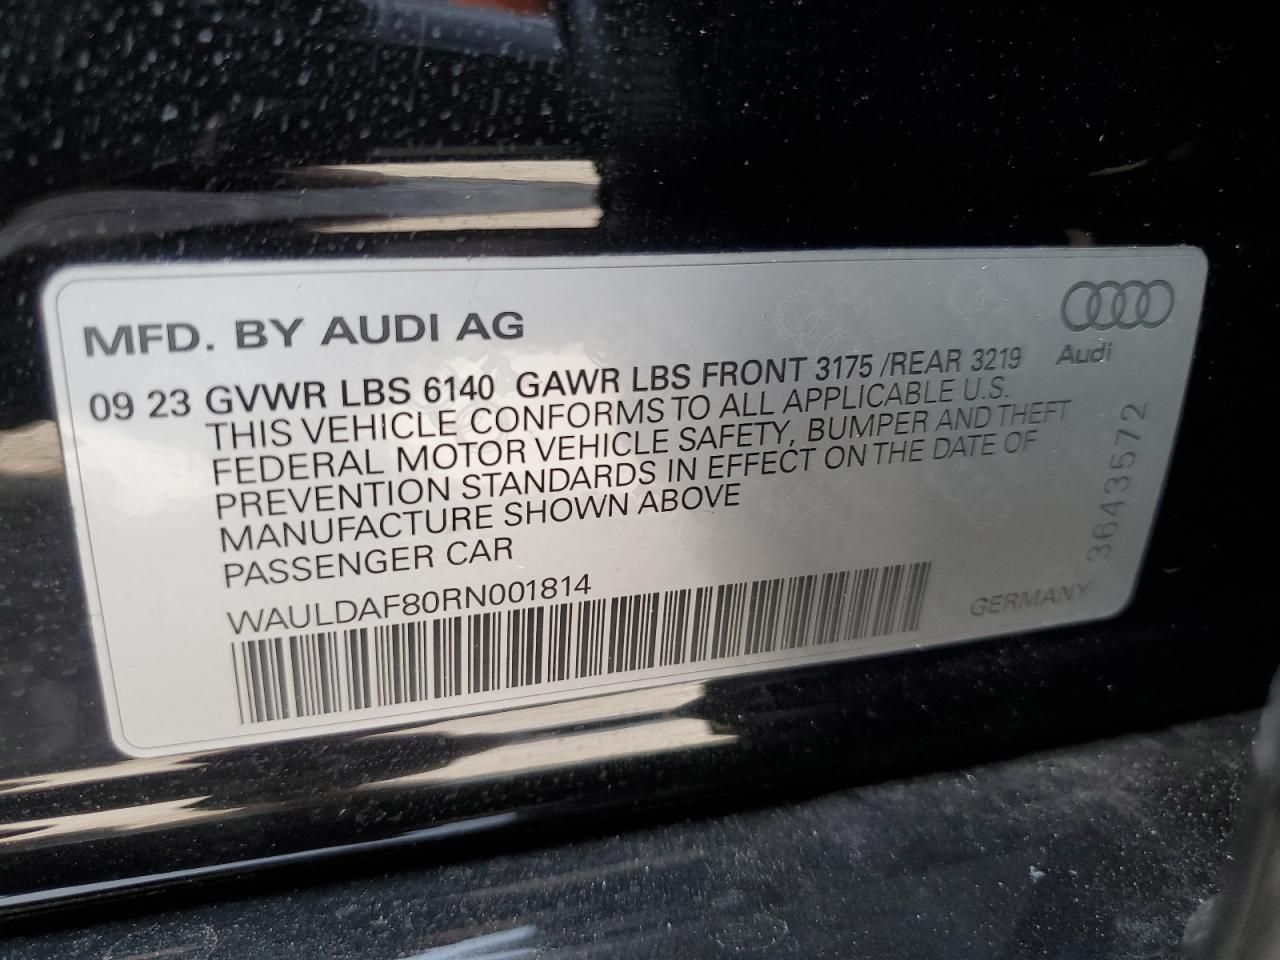 MFD. BY AUDI AG
Audi
09 23 GVWR LBS 6140 GAWR LBS FRONT 3175 /REAR 3219
THIS VEHICLE CONFORMS TO ALL APPLICABLE U.S.
FEDERAL MOTOR VEHICLE SAFETY, BUMPER AND THEFT
PREVENTION STANDARDS IN EFFECT ON THE DATE OF
MANUFACTURE SHOWN ABOVE
PASSENGER CAR
WAULDAF80RN001814
GERMANY
36435572